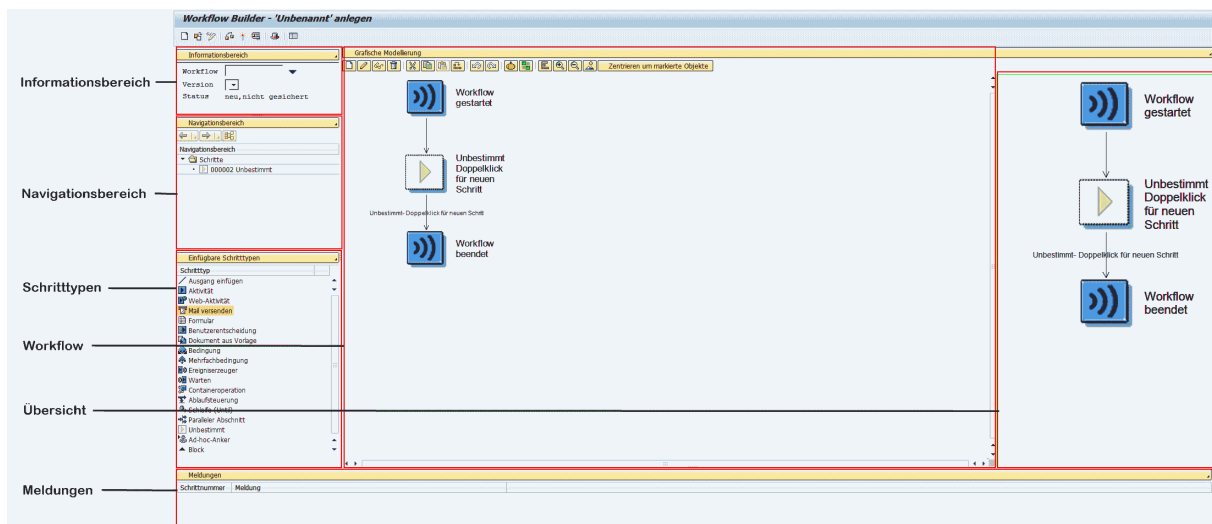 Workflow Builder - 'Unbenannt' anlegen
Informationsbereich
Informationsbereich
Workflow
Version
Status neu,nicht gesichert
Navigationsbereich
Navigationsbereich
Navigationsbereich
Schritte
000002 Unbestimmt
Schritttypen
Einfügbare Schritttypen
Schritttyp
Ausgang einfügen
Aktivität
Web-Aktivität
Mail versenden
Formular
Benutzerentscheidung
Dokument aus Vorlage
Bedingung
Mehrfachbedingung
Ereigniserzeuger
Warten
Containeroperation
Ablaufsteuerung
Schleife (Until)
Paralleler Abschnitt
Unbestimmt
Ad-hoc-Anker
Block
Workflow
Übersicht
Grafische Modellierung
Zentrieren um markierte Objekte
Workflow
gestartet
Unbestimmt
Doppelklick
für neuen
Schritt
Unbestimmt- Doppelklick für neuen Schritt
Workflow
beendet
Workflow
gestartet
Unbestimmt
Doppelklick
für neuen
Schritt
Unbestimmt- Doppelklick für neuen Schritt
Workflow
beendet
Meldungen
Meldungen
Schrittnummer Meldung